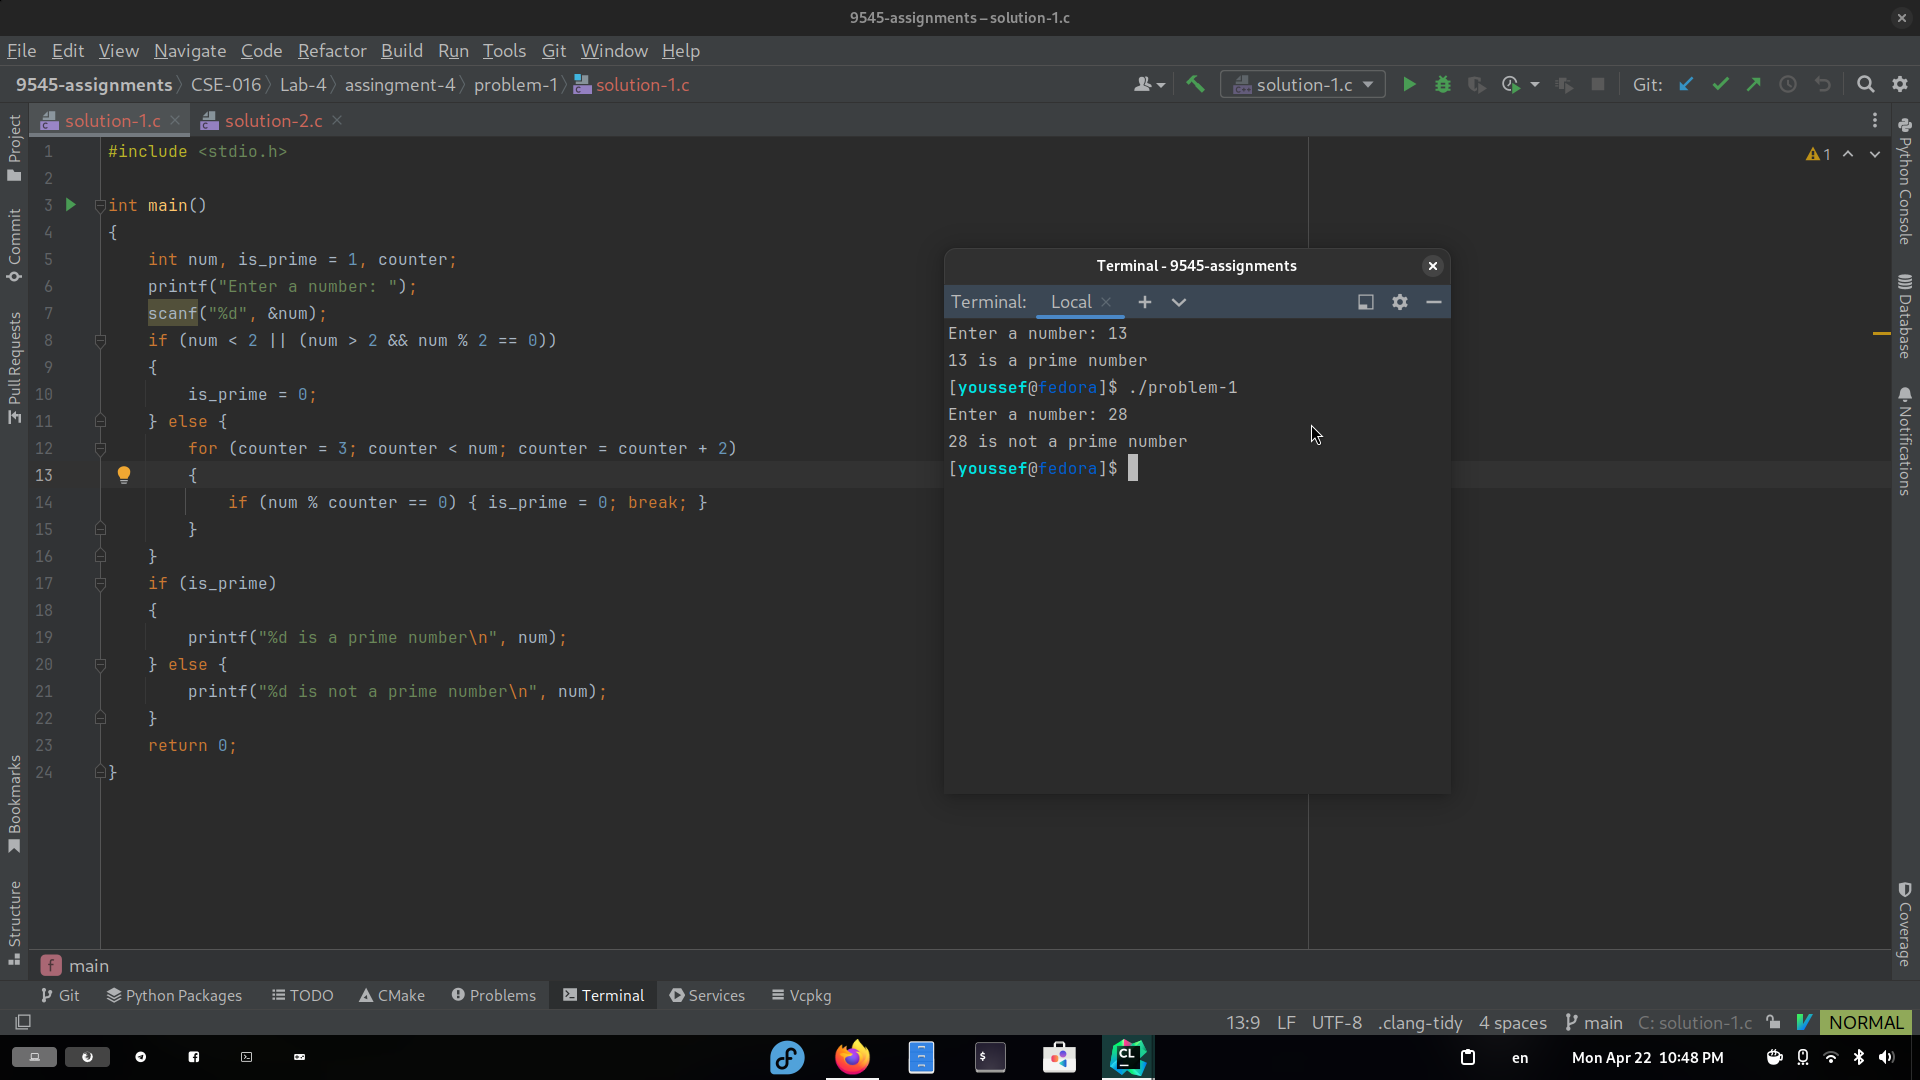 9545-assignments – solution-1.c
File Edit View Navigate Code Refactor Build Run Tools Git Window Help
9545-assignments CSE-016 Lab-4 assingment-4 problem-1 solution-1.c
solution-1.c
Git:
solution-1.c
solution-2.c
1 #include <stdio.h>
2
3 int main()
4 {
5     int num, is_prime = 1, counter;
6     printf("Enter a number: ");
7     scanf("%d", &num);
8     if (num < 2 || (num > 2 && num % 2 == 0))
9     {
10         is_prime = 0;
11     } else {
12         for (counter = 3; counter < num; counter = counter + 2)
13         {
14             if (num % counter == 0) { is_prime = 0; break; }
15         }
16     }
17     if (is_prime)
18     {
19         printf("%d is a prime number\n", num);
20     } else {
21         printf("%d is not a prime number\n", num);
22     }
23     return 0;
24 }
1
Terminal - 9545-assignments
Terminal: Local
Enter a number: 13
13 is a prime number
[youssef@fedora]$ ./problem-1
Enter a number: 28
28 is not a prime number
[youssef@fedora]$
Project
Commit
Pull Requests
Bookmarks
Structure
Python Console
Database
Notifications
Coverage
f main
Git Python Packages TODO CMake Problems Terminal Services Vcpkg
13:9 LF UTF-8 .clang-tidy 4 spaces main C: solution-1.c NORMAL
CL
$
en
Mon Apr 22 10:48 PM